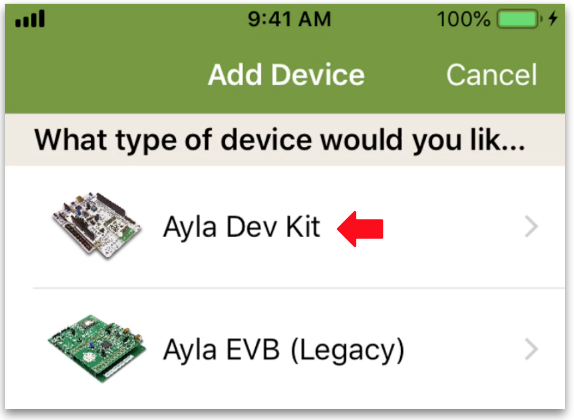 9:41 AM 100%
Add Device Cancel
What type of device would you lik...
Ayla Dev Kit
Ayla EVB (Legacy)